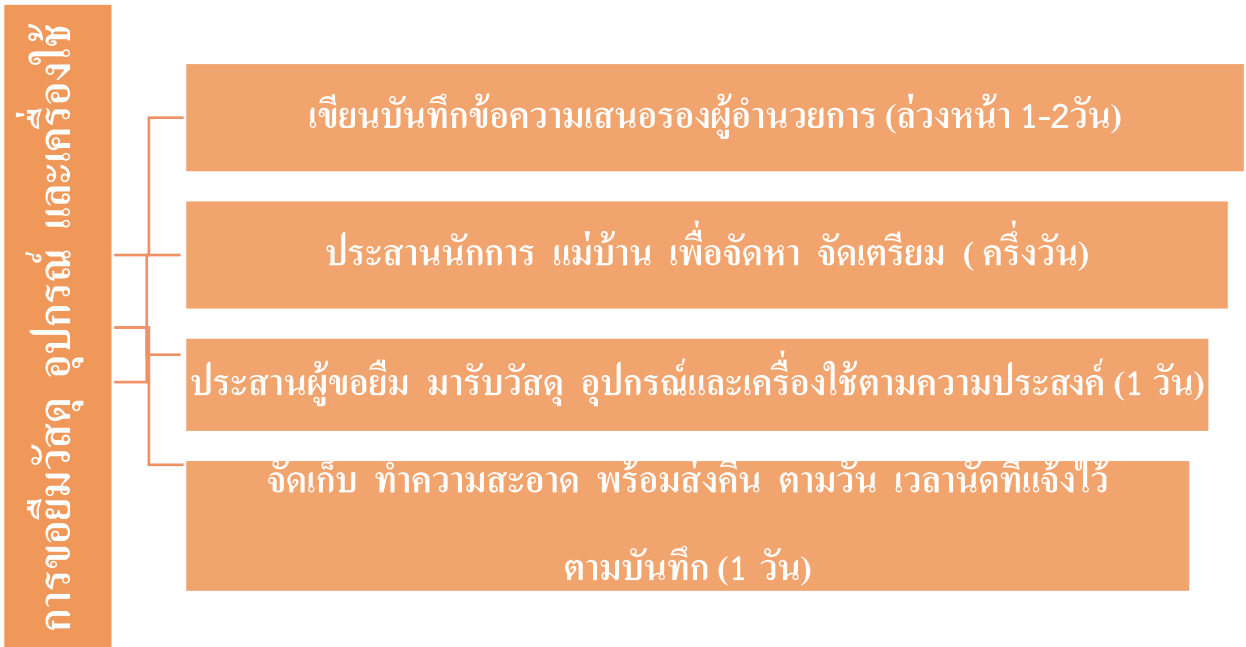 การขอยืมวัสดุ อุปกรณ์ และเครื่องใช้
เขียนบันทึกข้อความเสนอรองผู้อำนวยการ (ล่วงหน้า 1-2วัน)
ประสานนักการ แม่บ้าน เพื่อจัดหา จัดเตรียม ( ครึ่งวัน)
ประสานผู้ขอยืม มารับวัสดุ อุปกรณ์และเครื่องใช้ตามความประสงค์ (1 วัน)
จัดเก็บ ทำความสะอาด พร้อมส่งคืน ตามวัน เวลานัดที่แจ้งไว้
ตามบันทึก (1 วัน)